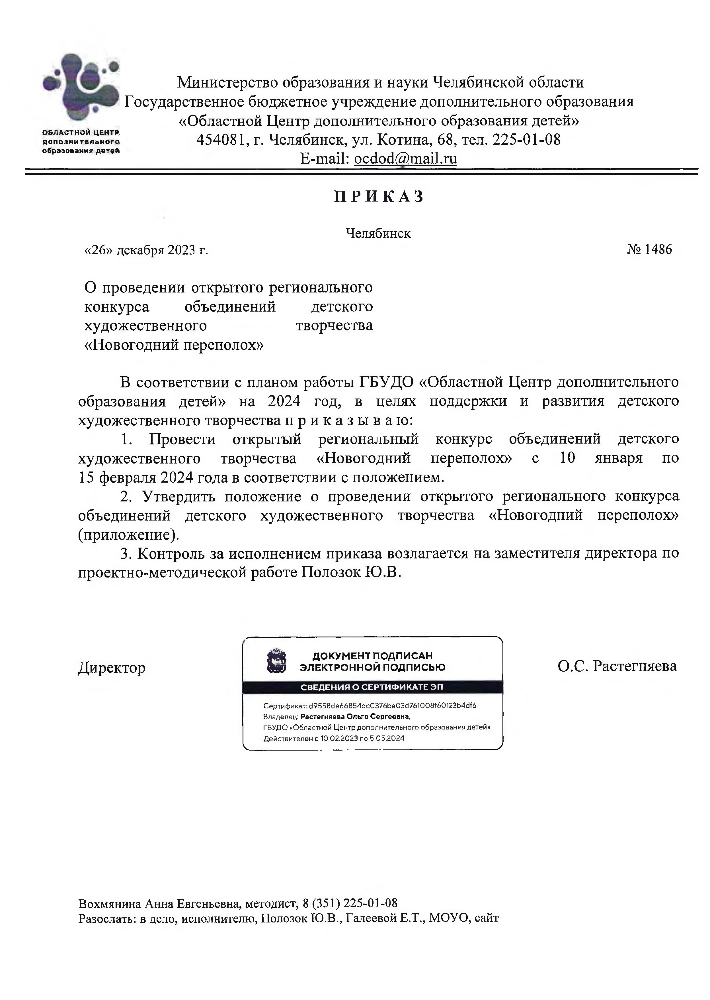 ОБЛАСТНОЙ ЦЕНТР
дополнительного
образования детей
Министерство образования и науки Челябинской области
Государственное бюджетное учреждение дополнительного образования
«Областной Центр дополнительного образования детей»
454081, г. Челябинск, ул. Котина, 68, тел. 225-01-08
E-mail: ocdod@mail.ru
П Р И К А З
Челябинск
«26» декабря 2023 г.
№ 1486
О проведении открытого регионального
конкурса объединений детского
художественного творчества
«Новогодний переполох»
В соответствии с планом работы ГБУДО «Областной Центр дополнительного
образования детей» на 2024 год, в целях поддержки и развития детского
художественного творчества п р и к а з ы в а ю:
1. Провести открытый региональный конкурс объединений детского
художественного творчества «Новогодний переполох» с 10 января по
15 февраля 2024 года в соответствии с положением.
2. Утвердить положение о проведении открытого регионального конкурса
объединений детского художественного творчества «Новогодний переполох»
(приложение).
3. Контроль за исполнением приказа возлагается на заместителя директора по
проектно-методической работе Полозок Ю.В.
Директор
ДОКУМЕНТ ПОДПИСАН
ЭЛЕКТРОННОЙ ПОДПИСЬЮ
СВЕДЕНИЯ О СЕРТИФИКАТЕ ЭП
Сертификат: d9558de66854dc0376be03d761008f60123b4df6
Владелец: Растегняева Ольга Сергеевна,
ГБУДО «Областной Центр дополнительного образования детей»
Действителен с 10.02.2023 по 5.05.2024
О.С. Растегняева
Вохмянина Анна Евгеньевна, методист, 8 (351) 225-01-08
Разослать: в дело, исполнителю, Полозок Ю.В., Галеевой Е.Т., МОУО, сайт